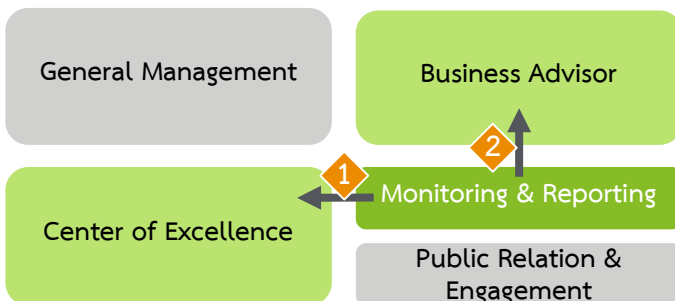 General Management
Business Advisor
2
1
Monitoring & Reporting
Center of Excellence
Public Relation &
Engagement